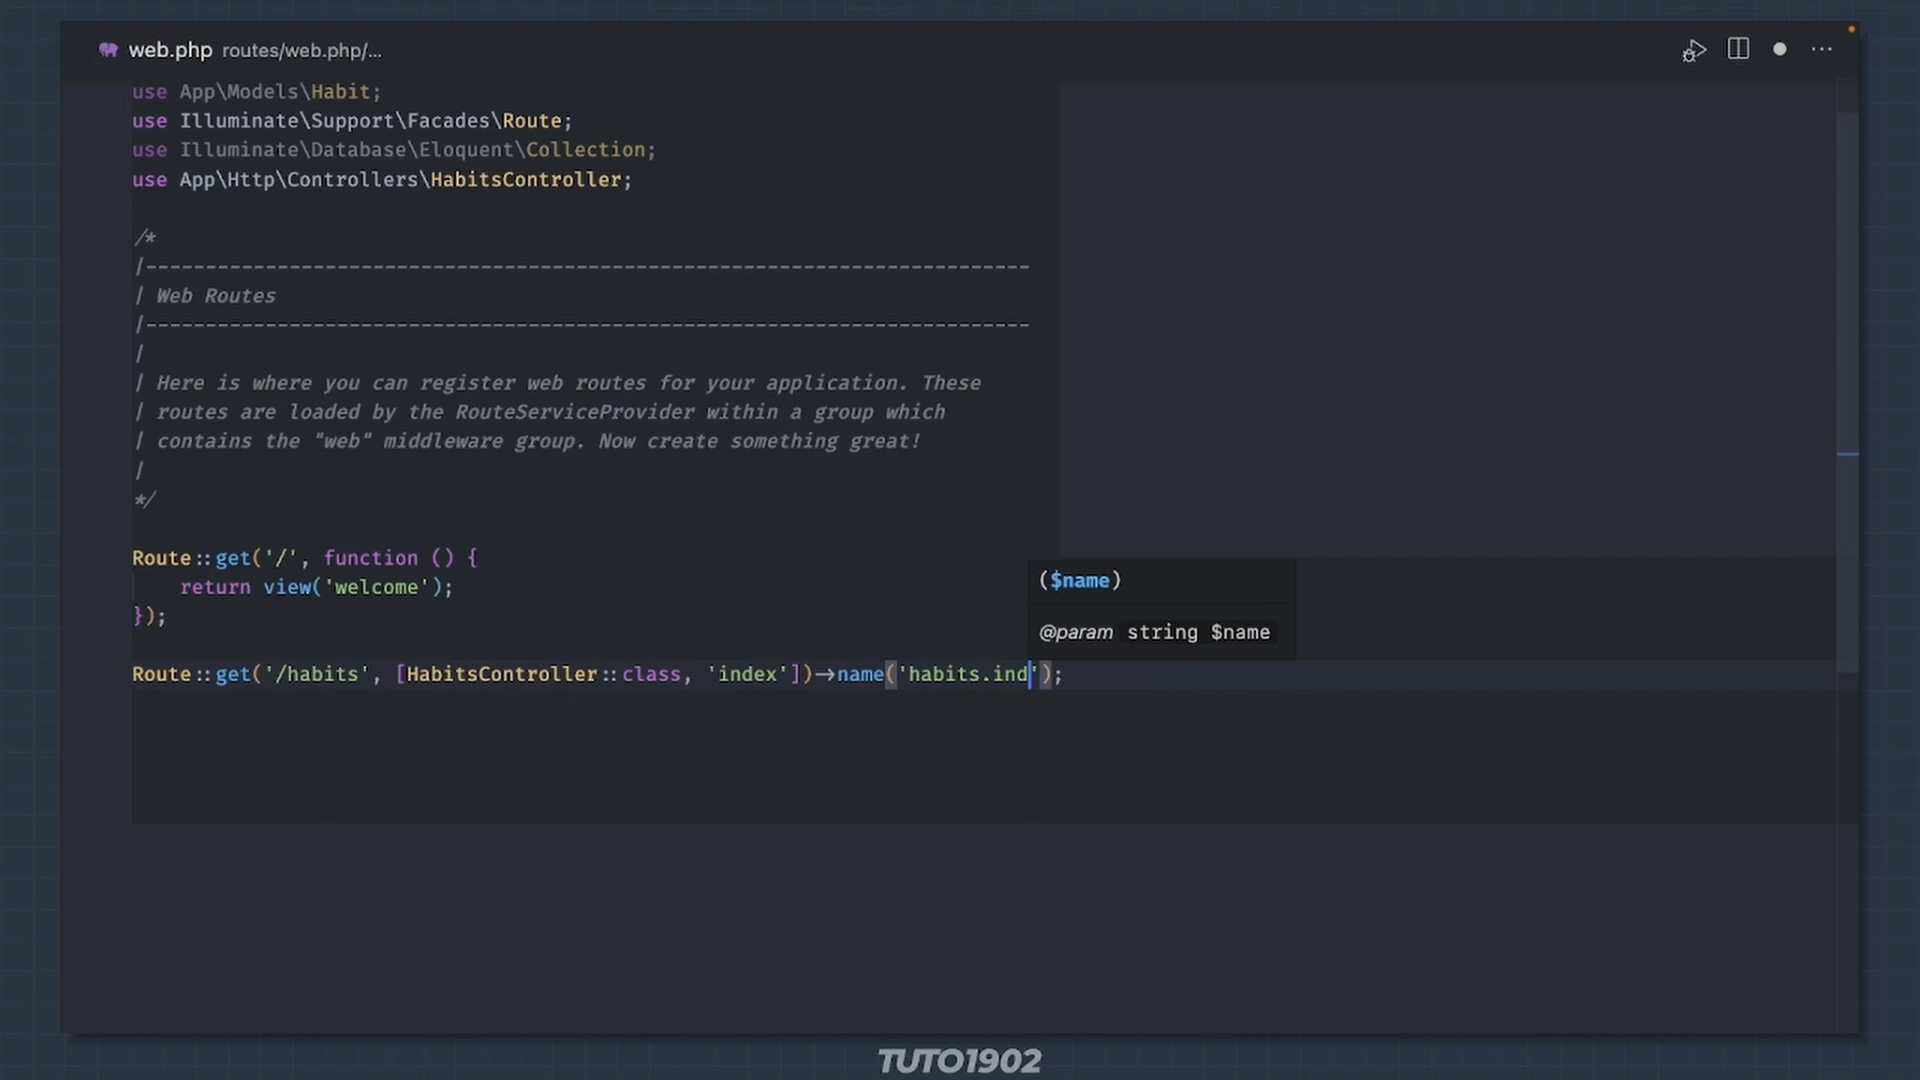 web.php routes/web.php/...
use App\Models\Habit;
use Illuminate\Support\Facades\Route;
use Illuminate\Database\Eloquent\Collection;
use App\Http\Controllers\HabitsController;
/*
|--------------------------------------------------------------------------
| Web Routes
|--------------------------------------------------------------------------
|
| Here is where you can register web routes for your application. These
| routes are loaded by the RouteServiceProvider within a group which
| contains the "web" middleware group. Now create something great!
|
*/
Route::get('/', function () {
    return view('welcome');
});
($name)
@param string $name
Route::get('/habits', [HabitsController::class, 'index'])->name('habits.ind');
TUTO1902